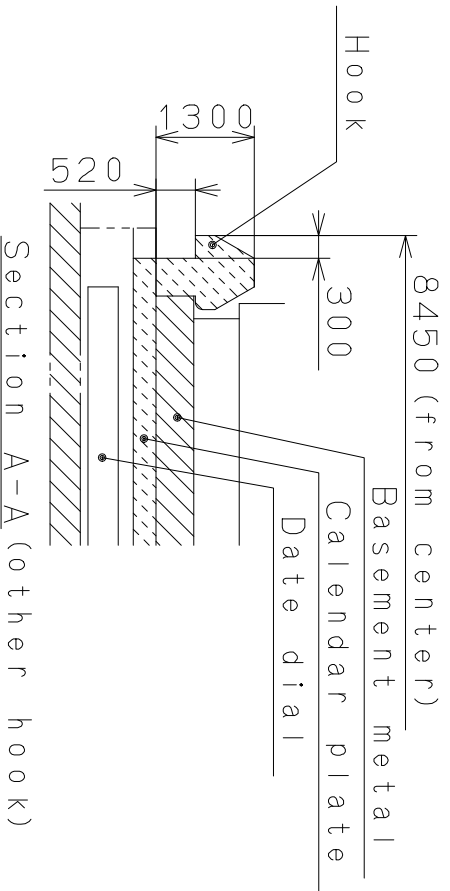 Hook
1300
520
300
8450 (from center)
Basement metal
Calendar plate
Date dial
Section A-A (other hook)